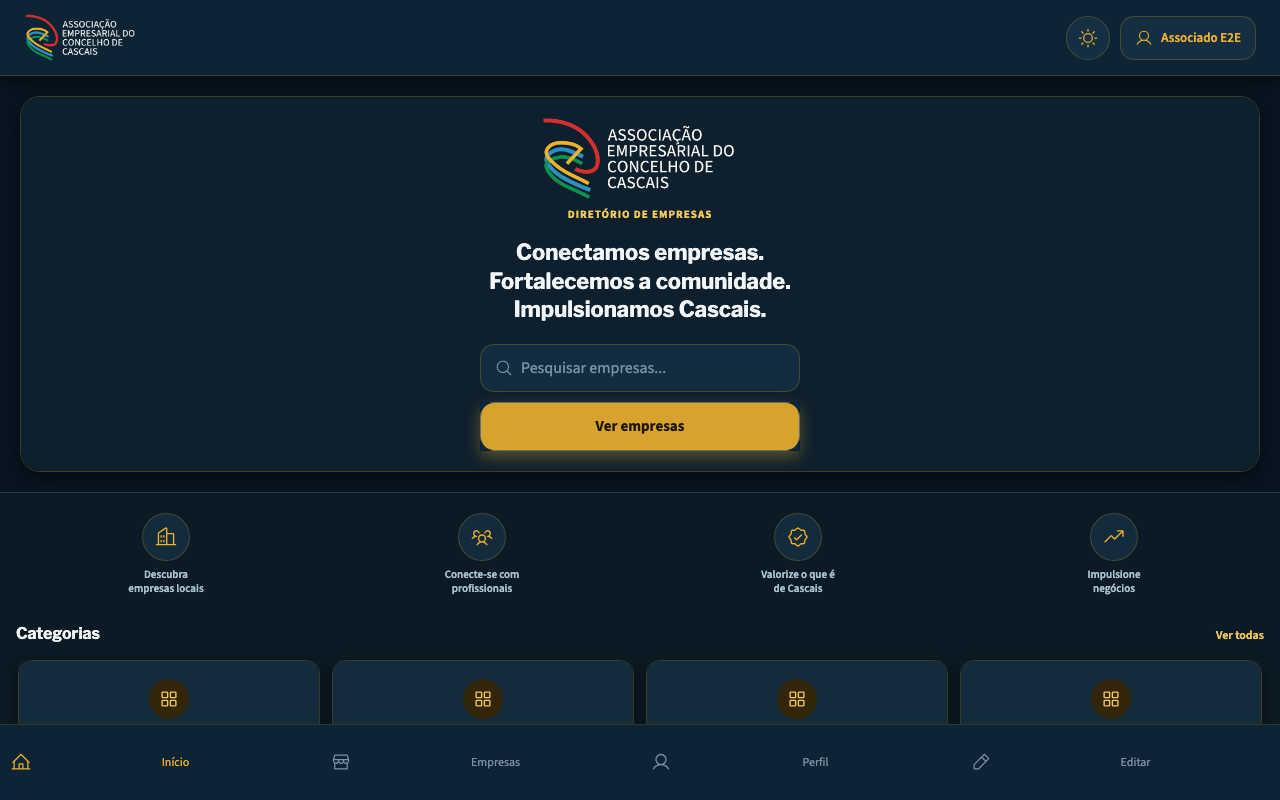 ASSOCIAÇÃO
EMPRESARIAL DO
CONCELHO DE
CASCAIS
Associado E2E
ASSOCIAÇÃO
EMPRESARIAL DO
CONCELHO DE
CASCAIS
DIRETÓRIO DE EMPRESAS
Conectamos empresas.
Fortalecemos a comunidade.
Impulsionamos Cascais.
Pesquisar empresas...
Ver empresas
Descubra
empresas locais
Conecte-se com
profissionais
Valorize o que é
de Cascais
Impulsione
negócios
Categorias
Ver todas
Início
Empresas
Perfil
Editar